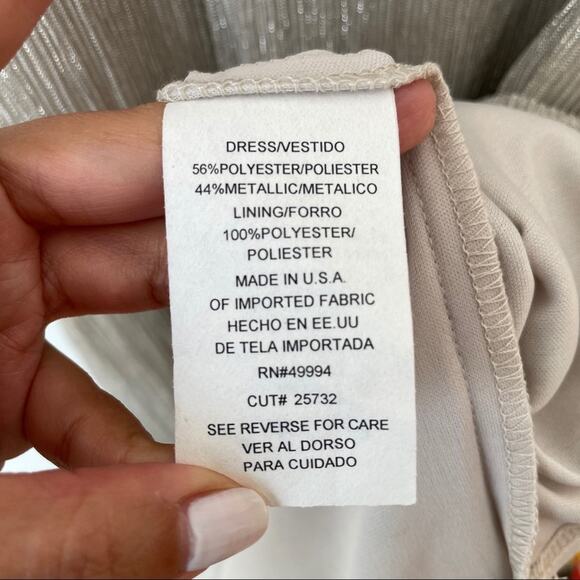 DRESS/VESTIDO
56%POLYESTER/POLIESTER
44%METALLIC/METALICO
LINING/FORRO
100%POLYESTER/
POLIESTER
MADE IN U.S.A.
OF IMPORTED FABRIC
HECHO EN EE.UU
DE TELA IMPORTADA
RN#49994
CUT# 25732
SEE REVERSE FOR CARE
VER AL DORSO
PARA CUIDADO